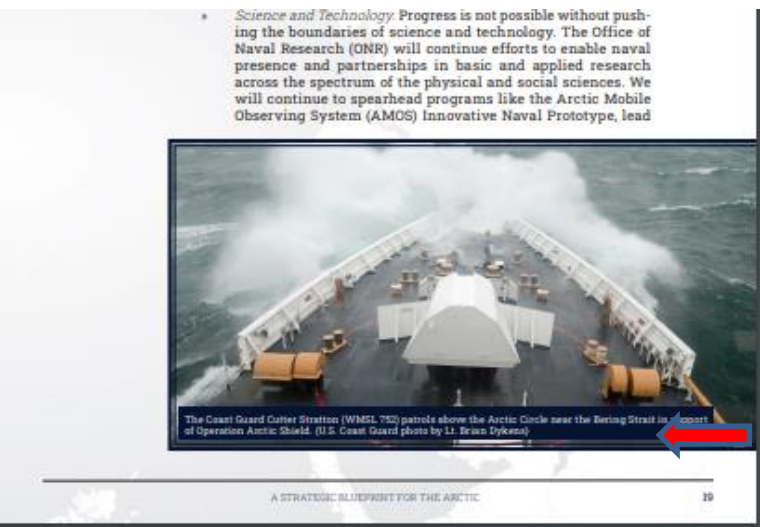 » Science and Technology. Progress is not possible without push-
ing the boundaries of science and technology. The Office of
Naval Research (ONR) will continue efforts to enable naval
presence and partnerships in basic and applied research
across the spectrum of the physical and social sciences. We
will continue to spearhead programs like the Arctic Mobile
Observing System (AMOS) Innovative Naval Prototype, lead
The Coast Guard Cutter Stratton (WMSL 752) patrols above the Arctic Circle near the Bering Strait in support
of Operation Arctic Shield. (U.S. Coast Guard photo by Lt. Brian Dykens)
A STRATEGIC BLUEPRINT FOR THE ARCTIC 19